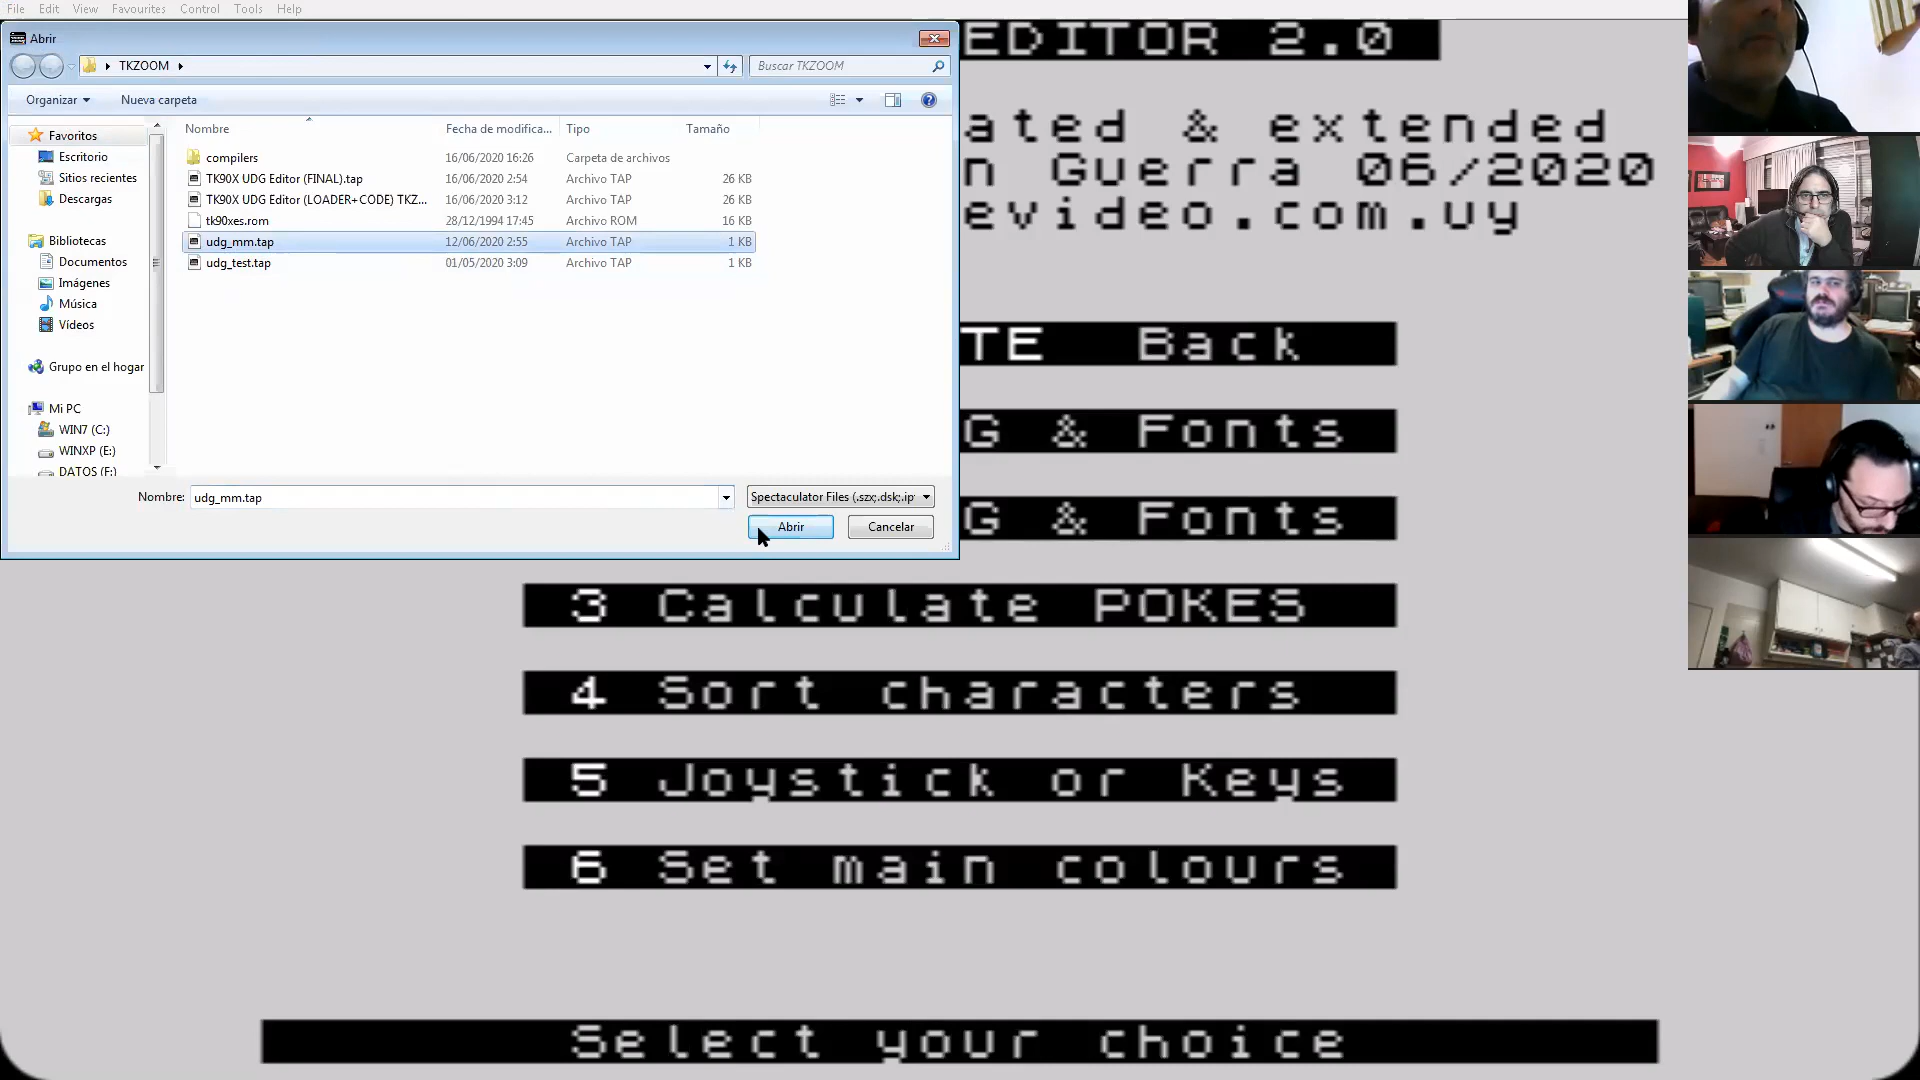 File Edit View Favourites Control Tools Help
Abrir
TKZOOM
Buscar TKZOOM
Organizar
Nueva carpeta
Nombre
Fecha de modifica...
Tipo
Tamaño
Favoritos
Escritorio
Sitios recientes
Descargas
Bibliotecas
Documentos
Imágenes
Música
Vídeos
Grupo en el hogar
Mi PC
WIN7 (C:)
WINXP (E:)
DATOS (F:)
compilers 16/06/2020 16:26 Carpeta de archivos
TK90X UDG Editor (FINAL).tap 16/06/2020 2:54 Archivo TAP 26 KB
TK90X UDG Editor (LOADER+CODE) TKZ... 16/06/2020 3:12 Archivo TAP 26 KB
tk90xes.rom 28/12/1994 17:45 Archivo ROM 16 KB
udg_mm.tap 12/06/2020 2:55 Archivo TAP 1 KB
udg_test.tap 01/05/2020 3:09 Archivo TAP 1 KB
Nombre: udg_mm.tap
Spectaculator Files (.szx;.dsk;.ip
Abrir
Cancelar
EDITOR 2.0
ated & extended
n Guerra 06/2020
evideo.com.uy
TE Back
G & Fonts
G & Fonts
3 Calculate POKES
4 Sort characters
5 Joystick or Keys
6 Set main colours
Select your choice